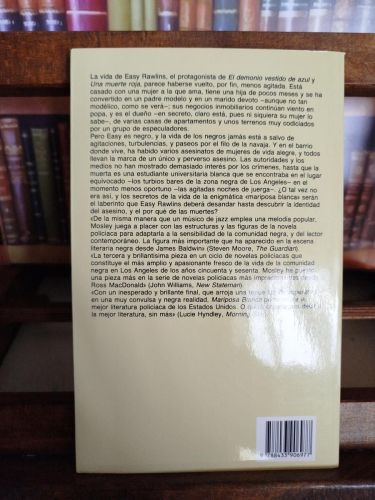 La vida de Easy Rawlins, el protagonista de El demonio vestido de azul y
Una muerte roja, parece haberse vuelto, por fin, menos agitada. Está
casado con una mujer a la que ama, tiene una hija de pocos meses y se ha
convertido en un padre modelo y en un marido devoto –aunque no tan
modélico, como se verá–; sus negocios inmobiliarios continúan viento en
popa, y es el dueño –en secreto, claro está, pues ni siquiera su mujer lo
sabe–, de varias casas de apartamentos y unos terrenos muy codiciados
por un grupo de especuladores.
Pero Easy es negro, y la vida de los negros jamás está a salvo de
agitaciones, turbulencias, y paseos por el filo de la navaja. Y en el barrio
donde vive, ha habido varios asesinatos de mujeres de vida alegre, y todos
llevan la marca de un único y perverso asesino. Las autoridades y los
medios no han mostrado demasiado interés por los crímenes, hasta que la
muerta es una estudiante universitaria blanca que se encontraba en el lugar
equivocado –los turbios bares de la zona negra de Los Angeles– en el
momento menos oportuno –las agitadas noches de juerga–. ¿O tal vez no
era así, y los secretos de la vida de la enigmática «mariposa blanca» serán
el laberinto que Easy Rawlins deberá desandar hasta descubrir la identidad
del asesino, y el por qué de las muertes?
«De la misma manera que un músico de jazz emplea una melodía popular,
Mosley juega a placer con las estructuras y las figuras de la novela
policíaca para adaptarla a la sensibilidad de la comunidad negra, y del lector
contemporáneo. La figura más importante que ha aparecido en la escena
literaria negra desde James Baldwin» (Steven Moore, The Guardian).
«La tercera y brillantísima pieza en un ciclo de novelas policíacas que
constituye el más amplio y apasionante fresco de la vida de la comunidad
negra en Los Angeles de los años cincuenta y sesenta. Mosley he puesto
una pieza más en la serie de novelas policíacas más impor desde
Ross MacDonald» (John Williams, New Statesman).
«Con un inesperado y brillante final, que arroja una
en una muy convulsa y negra realidad, Mariposa Blanca
mejor literatura policíaca de los Estados Unidos. O
la mejor literatura, sin más» (Lucie Hyndley, Morning
9 788433 906977